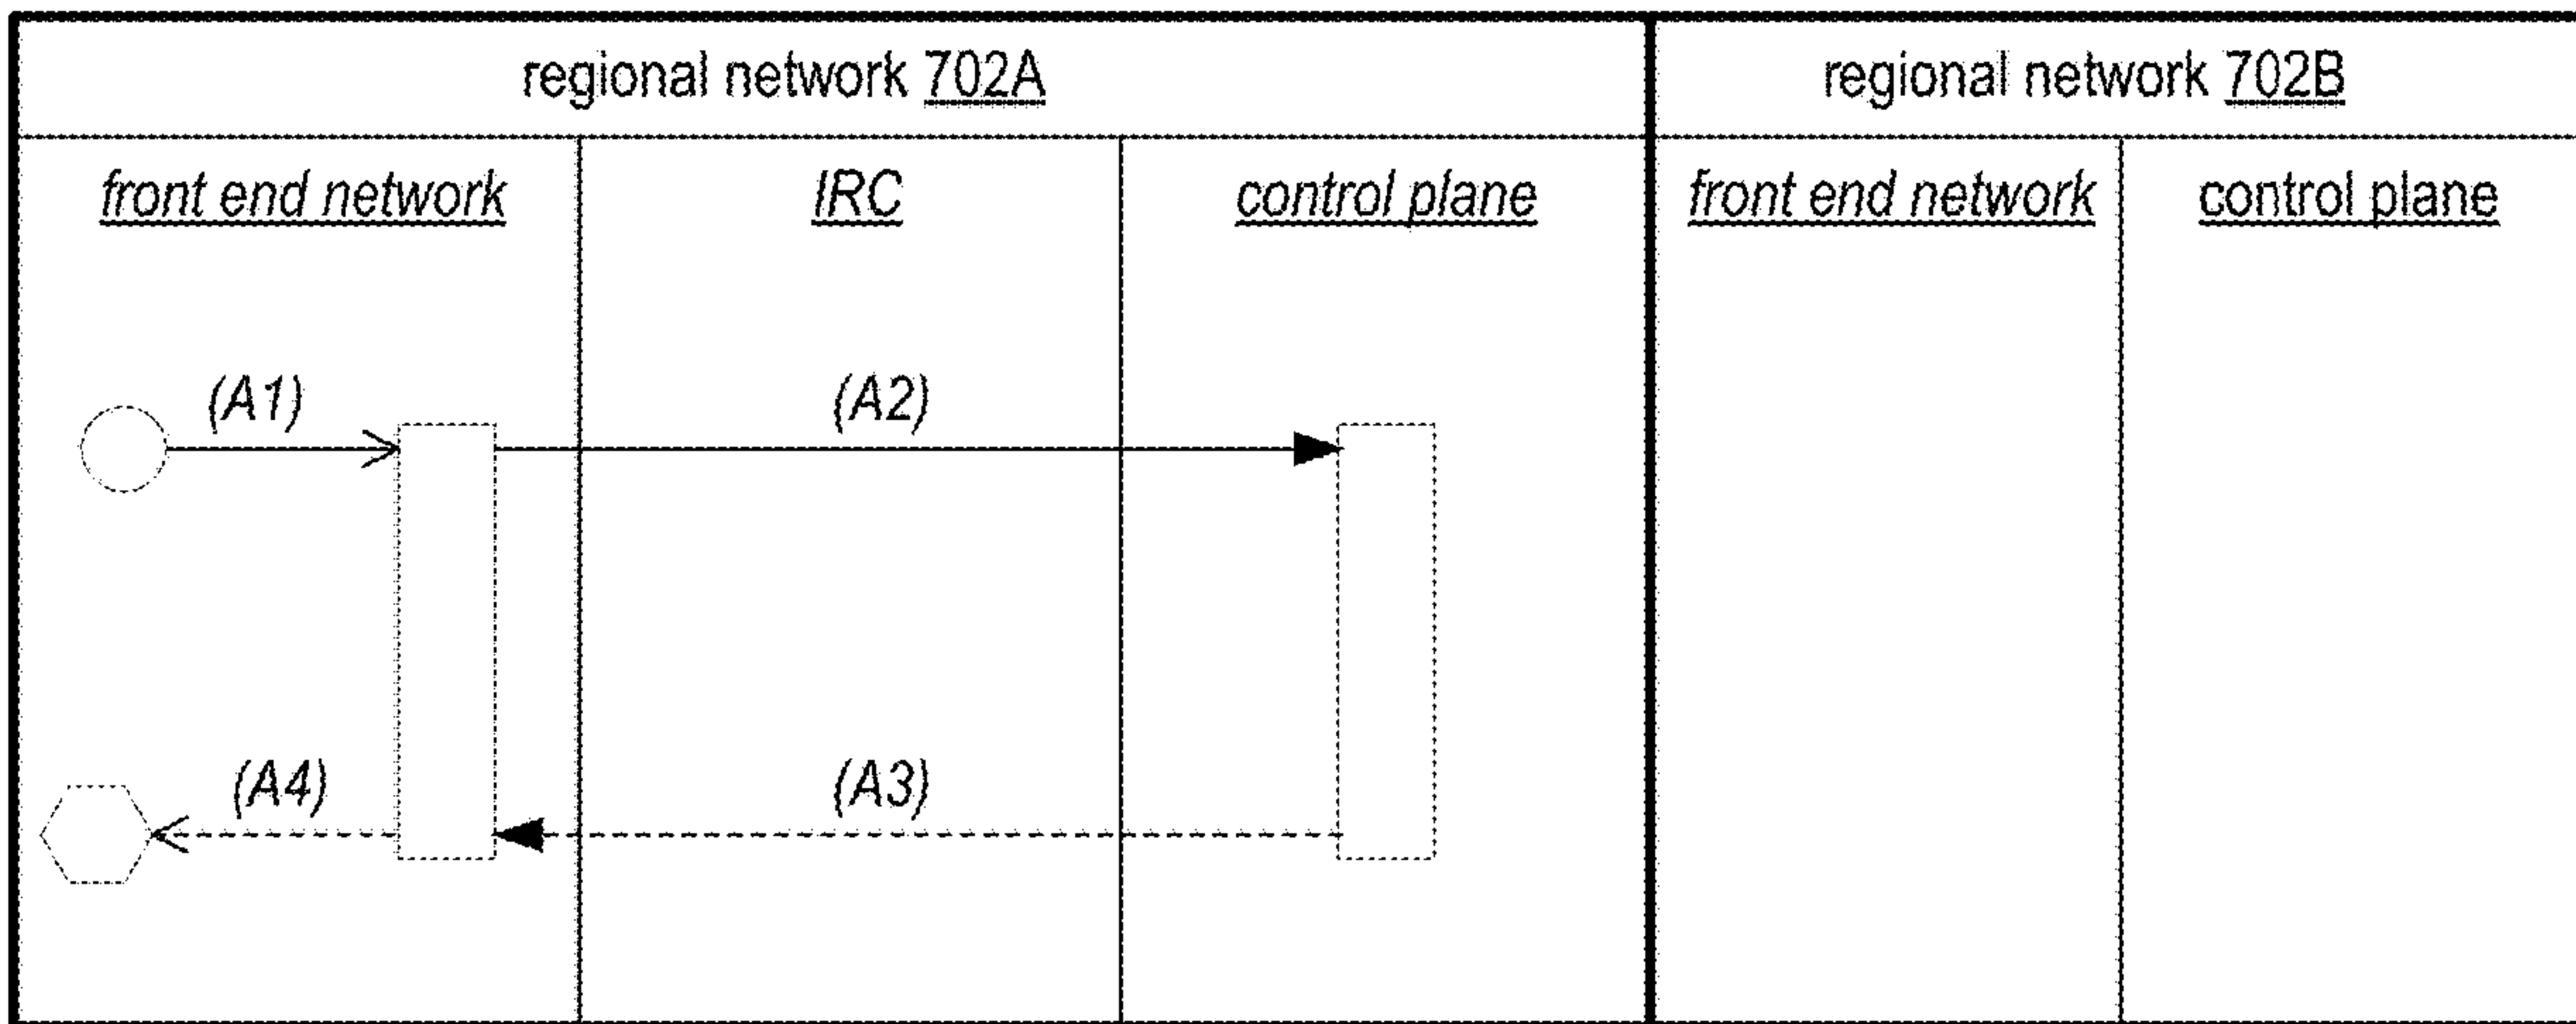 regional network 702A
regional network 702B
front end network
IRC
control plane
front end network
control plane
(A1)
(A2)
(A4)
(A3)